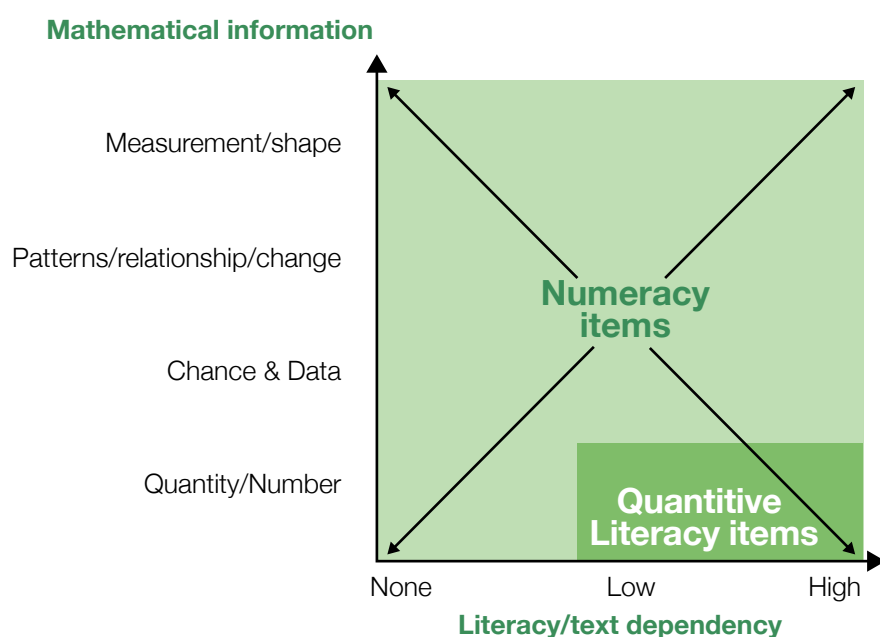 Mathematical information
Measurement/shape
Patterns/relationship/change
Numeracy
items
Chance & Data
Quantity/Number
Quantitive
Literacy items
None
Low
High
Literacy/text dependency